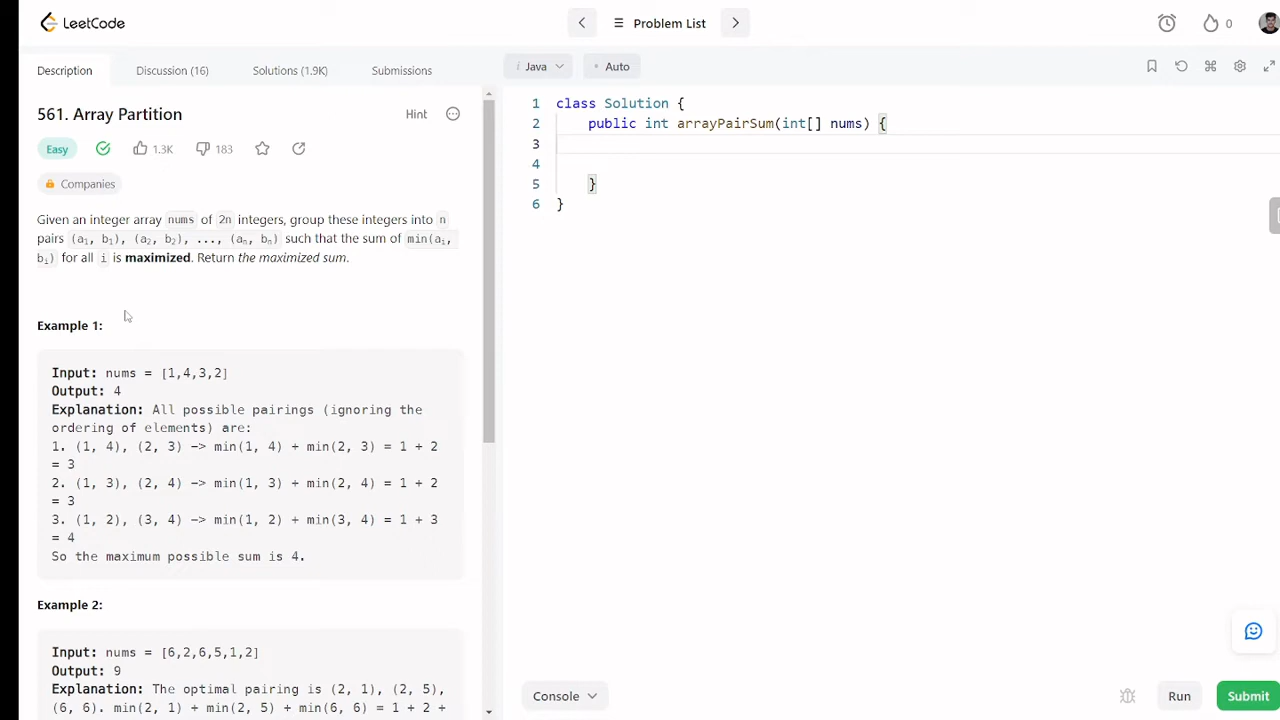 LeetCode
Problem List
0
Description
Discussion (16)
Solutions (1.9K)
Submissions
i Java
Auto
561. Array Partition
Hint
Easy
1.3K
183
Companies
Given an integer array nums of 2n integers, group these integers into n
pairs (a1, b1), (a2, b2), ..., (an, bn) such that the sum of min(ai,
bi) for all i is maximized. Return the maximized sum.
Example 1:
Input: nums = [1,4,3,2]
Output: 4
Explanation: All possible pairings (ignoring the
ordering of elements) are:
1. (1, 4), (2, 3) -> min(1, 4) + min(2, 3) = 1 + 2
= 3
2. (1, 3), (2, 4) -> min(1, 3) + min(2, 4) = 1 + 2
= 3
3. (1, 2), (3, 4) -> min(1, 2) + min(3, 4) = 1 + 3
= 4
So the maximum possible sum is 4.
Example 2:
Input: nums = [6,2,6,5,1,2]
Output: 9
Explanation: The optimal pairing is (2, 1), (2, 5),
(6, 6). min(2, 1) + min(2, 5) + min(6, 6) = 1 + 2 +
1 class Solution {
2 public int arrayPairSum(int[] nums) {
3
4
5 }
6 }
Console
Run
Submit